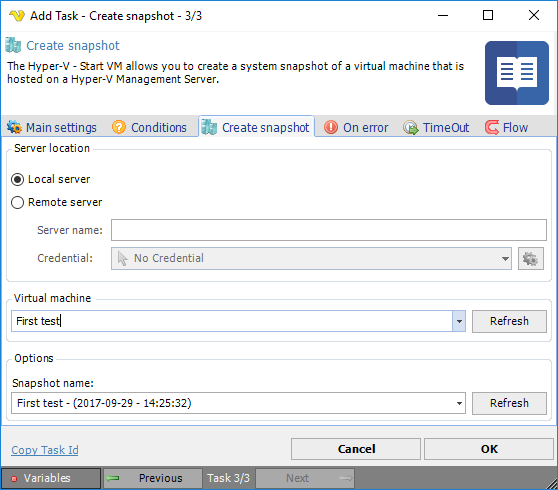 Add Task - Create snapshot - 3/3
Create snapshot
The Hyper-V - Start VM allows you to create a system snapshot of a virtual machine that is
hosted on a Hyper-V Management Server.
Main settings Conditions Create snapshot On error TimeOut Flow
Server location
Local server
Remote server
Server name:
Credential: No Credential
Virtual machine
First test Refresh
Options
Snapshot name:
First test - (2017-09-29 - 14:25:32) Refresh
Copy Task Id Cancel OK
Variables Previous Task 3/3 Next